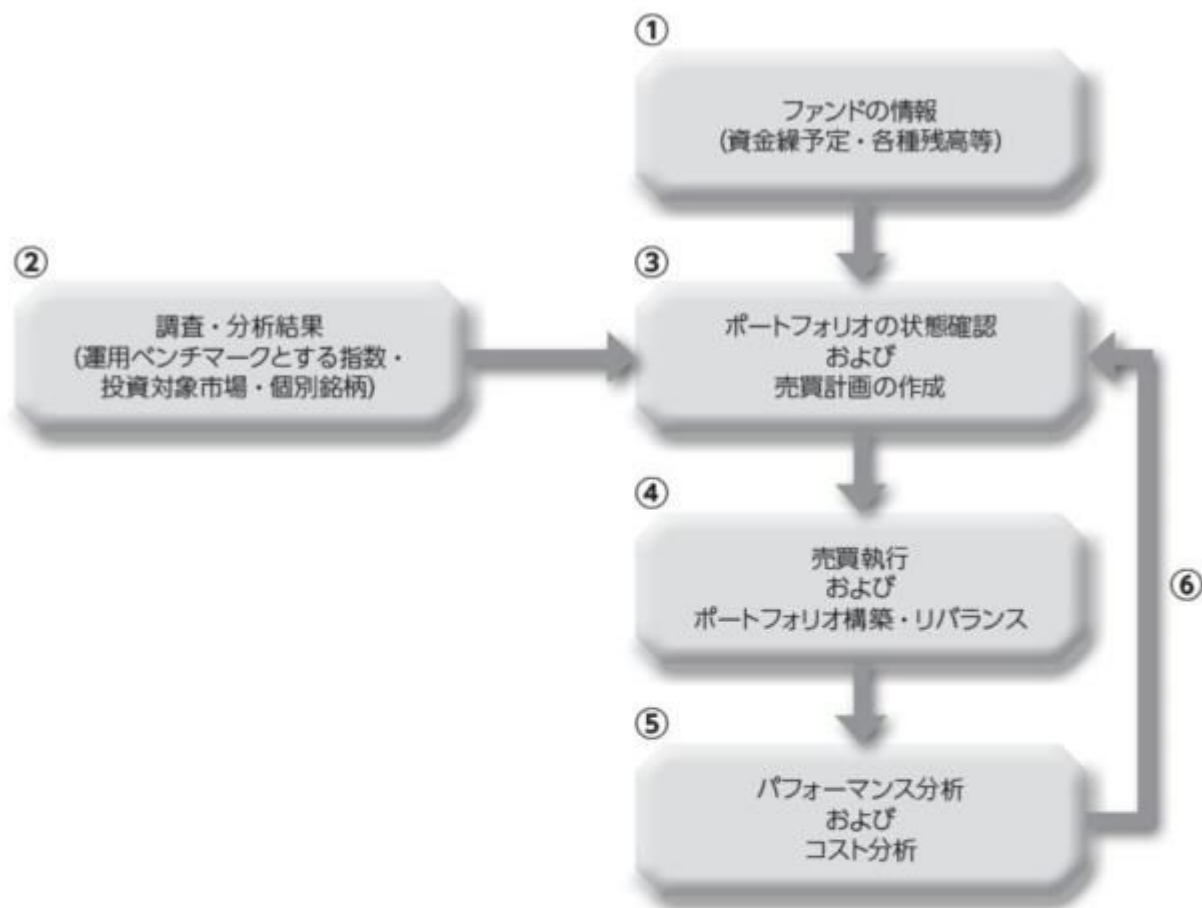 ①
ファンドの情報
(資金繰予定・各種残高等)
②
調査・分析結果
(運用ベンチマークとする指数・
投資対象市場・個別銘柄)
③
ポートフォリオの状態確認
および
売買計画の作成
④
売買執行
および
ポートフォリオ構築・リバランス
⑥
⑤
パフォーマンス分析
および
コスト分析